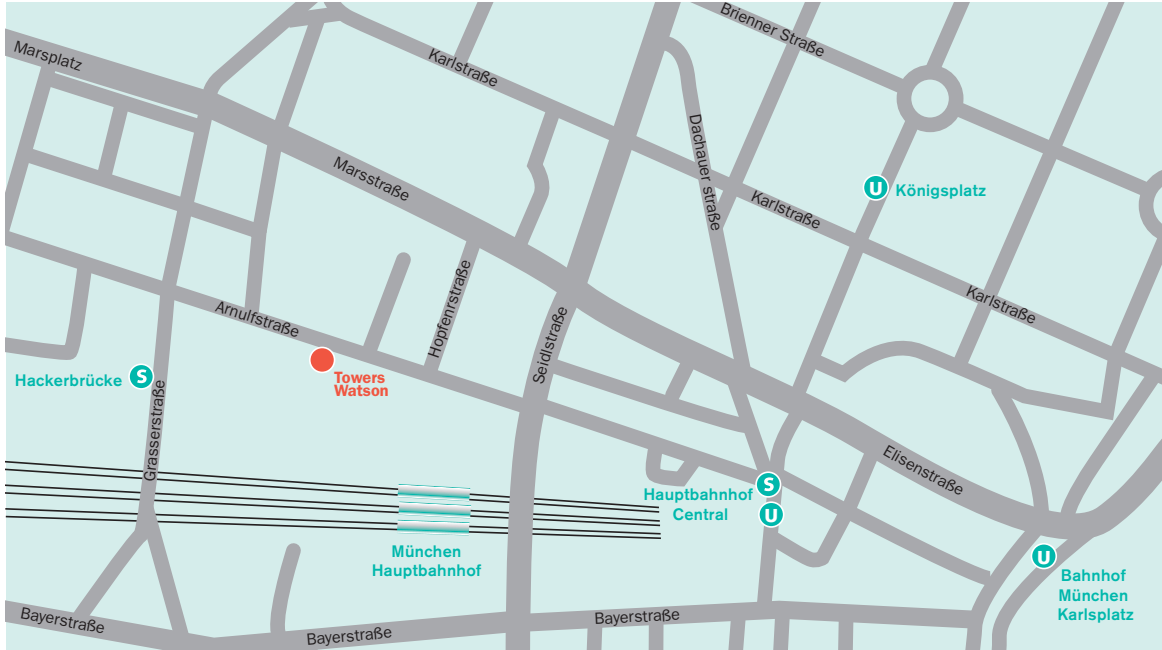 Brienner Straße
Marsplatz
Karlstraße
Dachauer straße
Marsstraße
U
Königsplatz
Karlstraße
Karlstraße
Arnulfstraße
Hopfenrstraße
Seidlstraße
Hackerbrücke
S
Towers
Watson
Grasserstraße
Elisenstraße
Hauptbahnhof
Central
S
U
München
Hauptbahnhof
U
Bahnhof
München
Karlsplatz
Bayerstraße
Bayerstraße
Bayerstraße